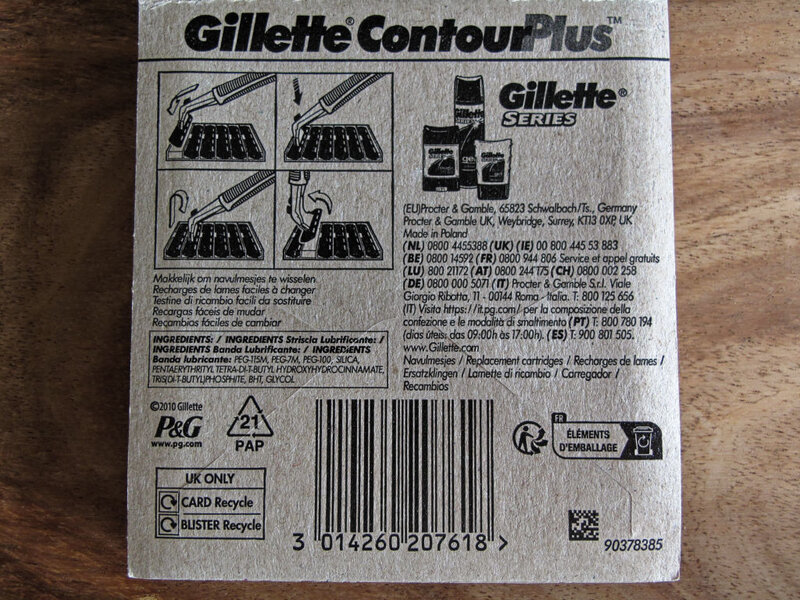 Gillette® ContourPlus™
Gillette®
SERIES
(EU)Procter & Gamble, 65823 Schwalbach/Ts., Germany
Procter & Gamble UK, Weybridge, Surrey, KT13 0XP, UK
Made in Poland
(NL) 0800 4455388 (UK) (IE) 00 800 445 53 883
(BE) 0800 14592 (FR) 0800 944 806 Service et appel gratuits
(LU) 800 21172 (AT) 0800 244 175 (CH) 0800 002 258
(DE) 0800 000 5071 (IT) Procter & Gamble S.r.l. Viale
Giorgio Ribotta, 11 - 00144 Roma - Italia. T: 800 125 656
(IT) Visita https://it.pg.com/ per la composizione della
confezione e le modalità di smaltimento (PT) T: 800 780 194
(dias úteis: das 09:00h às 17:00h). (ES) T: 900 801 505.
www.Gillette.com
Navulmesjes / Replacement cartridges / Recharges de lames /
Ersatzklingen / Lamette di ricambio / Carregador /
Recambios
Makkelijk om navulmesjes te wisselen
Recharges de lames faciles à changer
Testine di ricambio facili da sostituire
Recargas fáceis de mudar
Recambios fáciles de cambiar
INGREDIENTS: / INGREDIENTS Striscia Lubrificante: /
INGREDIENTS Banda Lubrificante: / INGREDIENTS
Banda lubricante: PEG-115M, PEG-7M, PEG-100, SILICA,
PENTAERYTHRITYL TETRA-DI-T-BUTYL HYDROXYHYDROCINNAMATE,
TRIS(DI-T-BUTYL)PHOSPHITE, BHT, GLYCOL
©2010 Gillette
P&G
www.pg.com
21
PAP
FR
ÉLÉMENTS
D'EMBALLAGE
UK ONLY
CARD Recycle
BLISTER Recycle
3 014260 207618 >
90378385